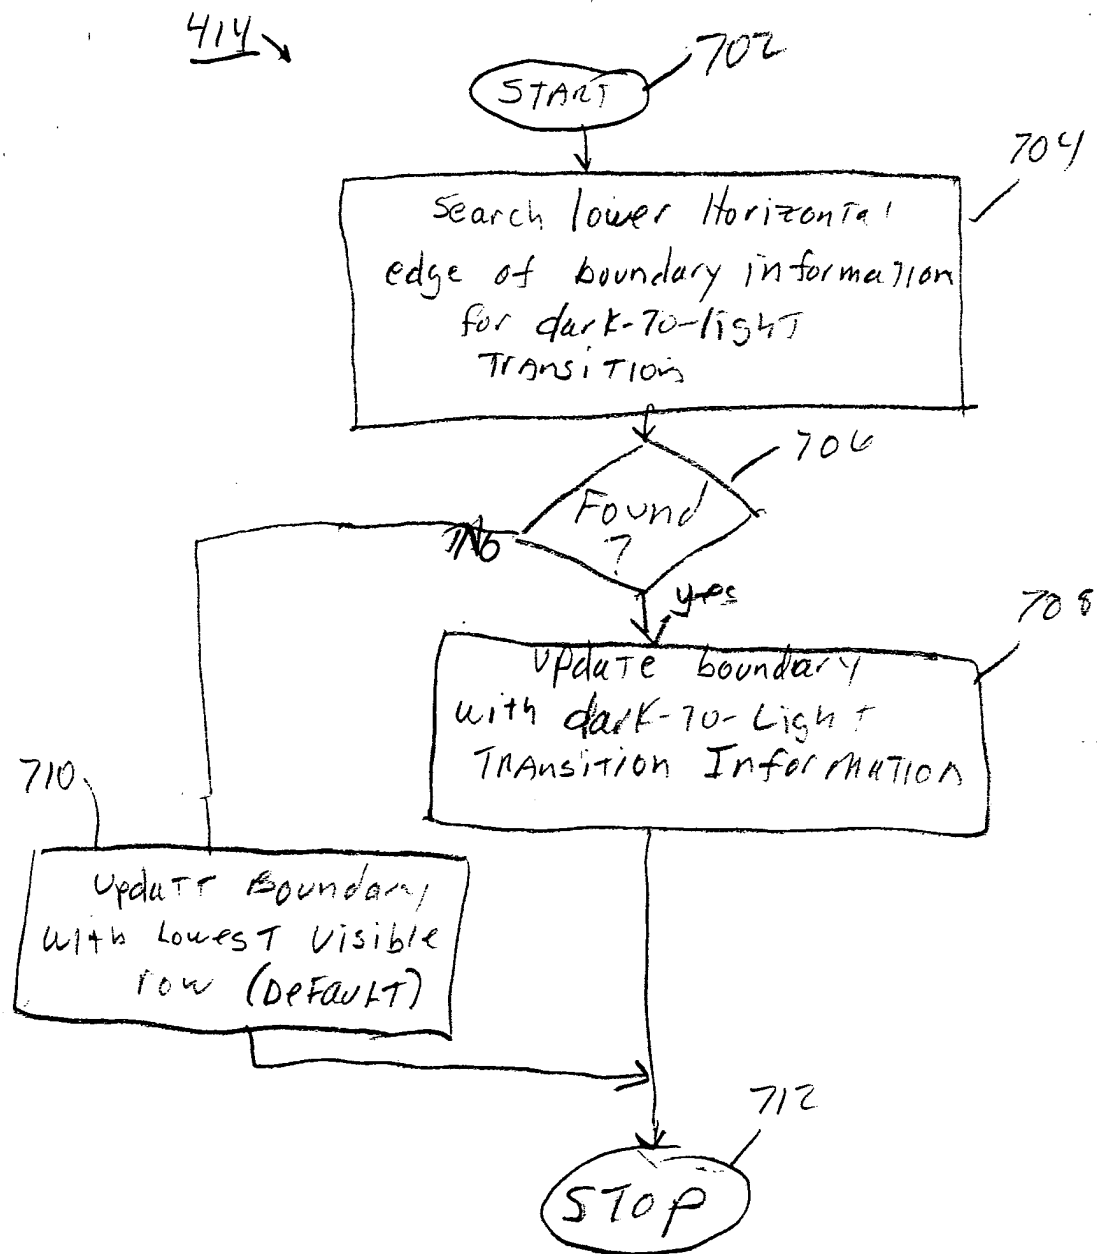 414
702
START
704
Search lower Horizontal
edge of boundary information
for dark-To-light
Transition
706
Found
?
No
yes
708
Update boundary
with dark-To-Light
Transition Information
710
Update Boundary
with Lowest Visible
row (Default)
712
STOP